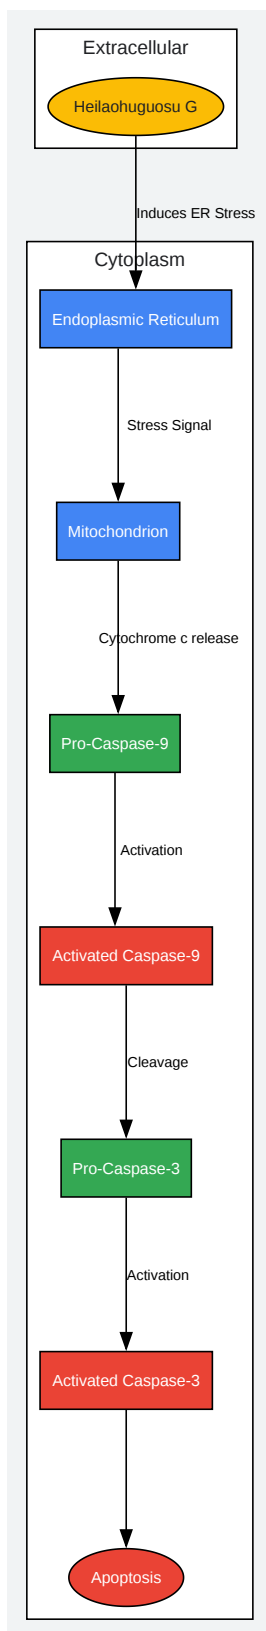 Extracellular
Heilaohuguosu G
Induces ER Stress
Cytoplasm
Endoplasmic Reticulum
Stress Signal
Mitochondrion
Cytochrome c release
Pro-Caspase-9
Activation
Activated Caspase-9
Cleavage
Pro-Caspase-3
Activation
Activated Caspase-3
Apoptosis